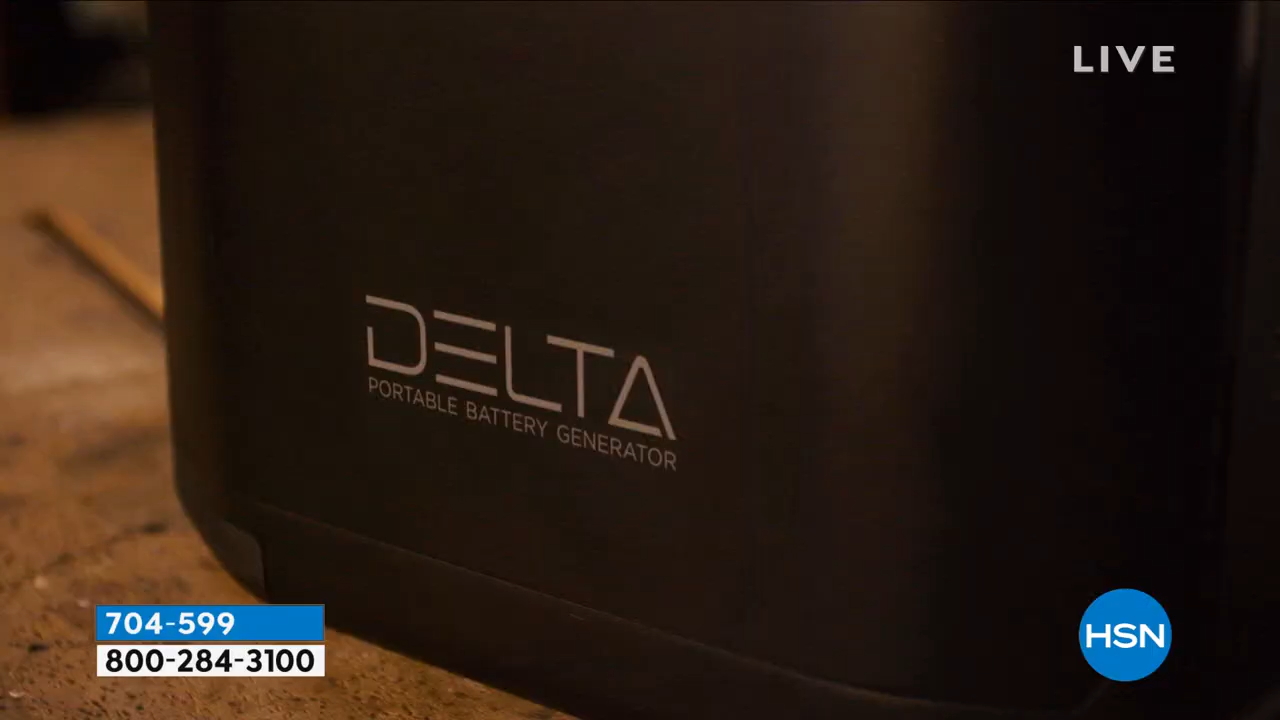 LIVE
DELTA
PORTABLE BATTERY GENERATOR
704-599
800-284-3100
HSN